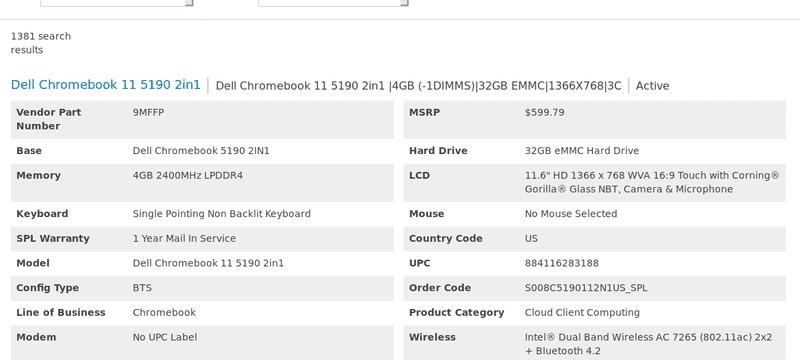 1381 search
results
Dell Chromebook 11 5190 2in1 | Dell Chromebook 11 5190 2in1 |4GB (-1DIMMS)|32GB EMMC|1366X768|3C | Active
Vendor Part Number 9MFFP MSRP $599.79
Base Dell Chromebook 5190 2IN1 Hard Drive 32GB eMMC Hard Drive
Memory 4GB 2400MHz LPDDR4 LCD 11.6" HD 1366 x 768 WVA 16:9 Touch with Corning®
Gorilla® Glass NBT, Camera & Microphone
Keyboard Single Pointing Non Backlit Keyboard Mouse No Mouse Selected
SPL Warranty 1 Year Mail In Service Country Code US
Model Dell Chromebook 11 5190 2in1 UPC 884116283188
Config Type BTS Order Code S008C5190112N1US_SPL
Line of Business Chromebook Product Category Cloud Client Computing
Modem No UPC Label Wireless Intel® Dual Band Wireless AC 7265 (802.11ac) 2x2
+ Bluetooth 4.2